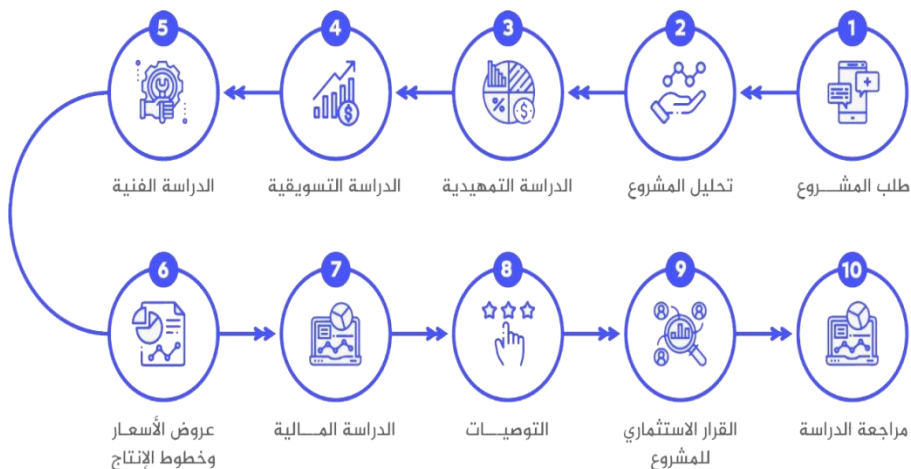 1
طلب المشـــروع
2
تحليل المشروع
3
الدراسة التمهيدية
%
$
4
الدراسة التسويقية
$
5
الدراسة الفنية
6
عروض الأسعـار
وخطوط الإنتاج
7
الدراسة المـــالية
8
التوصيـــات
9
القرار الاستثماري
للمشروع
10
مراجعة الدراسة